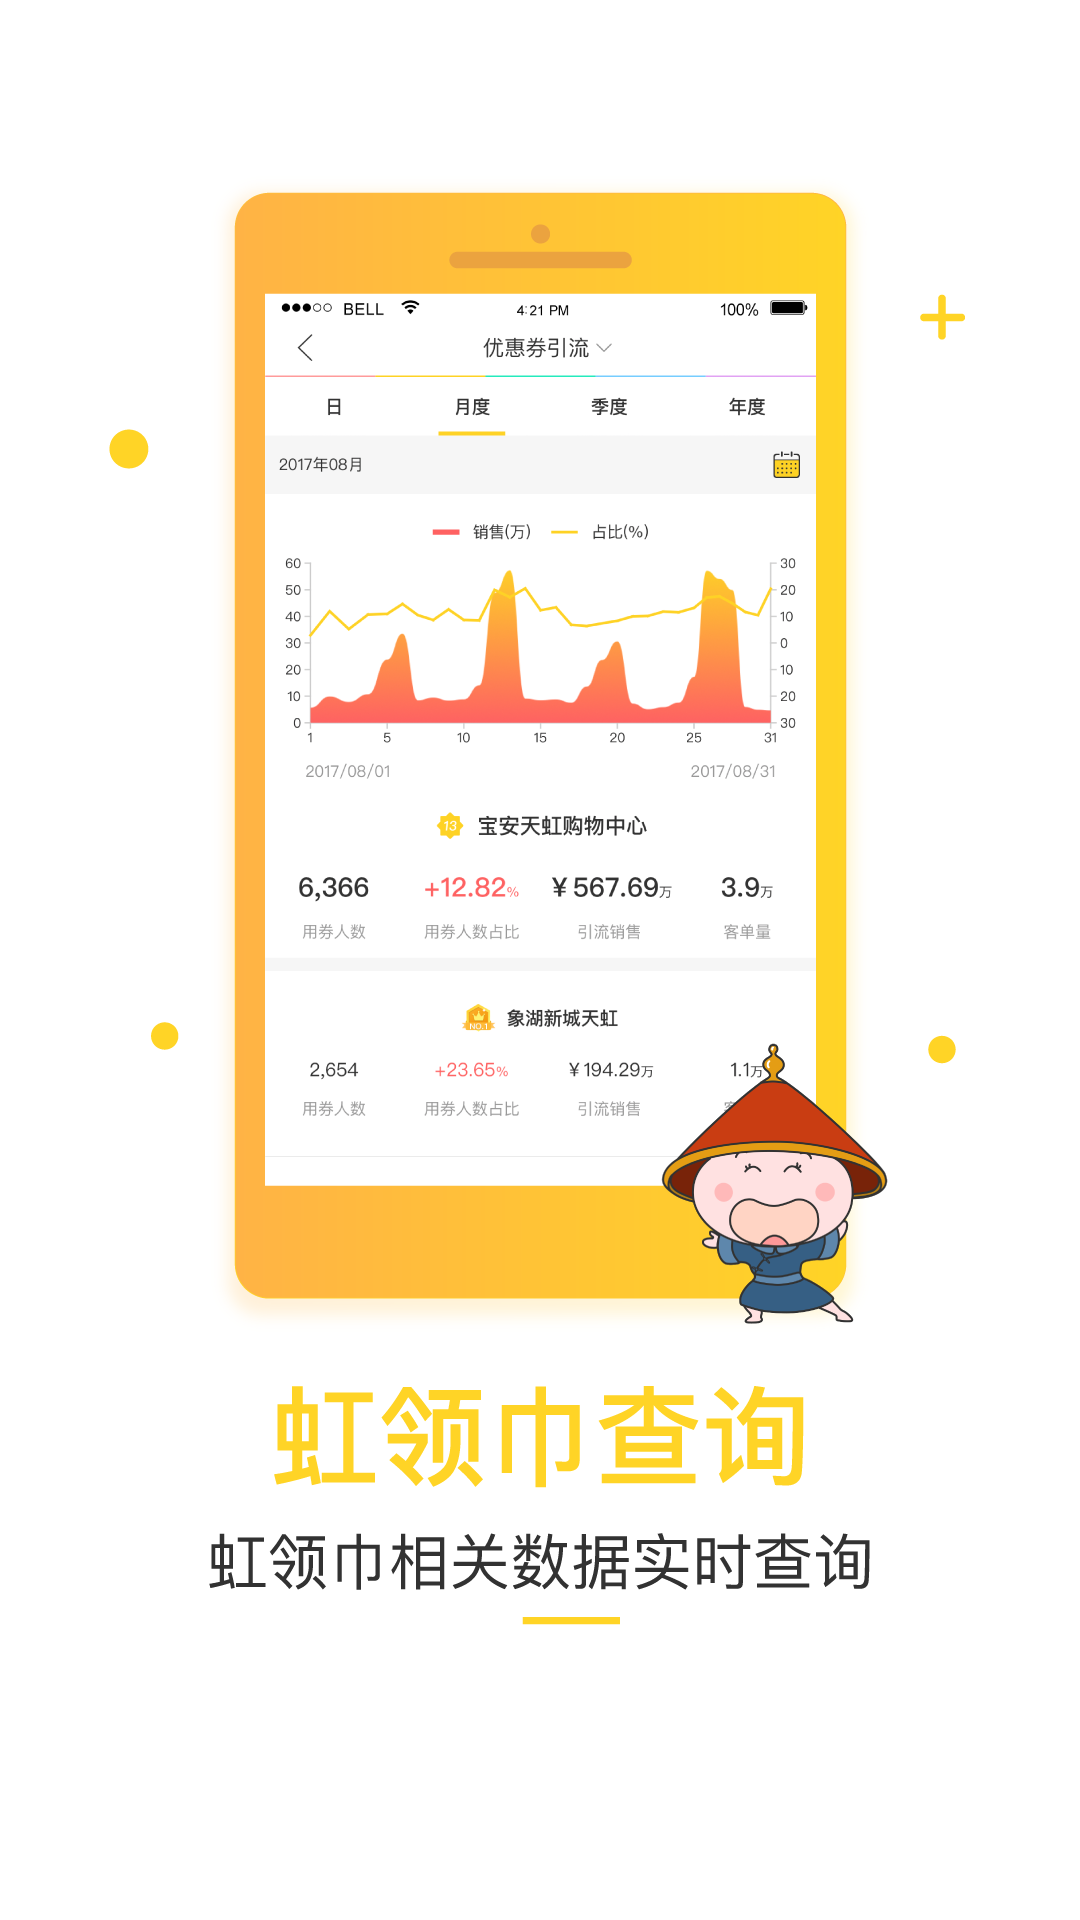 BELL 4:21 PM 100%
优惠券引流
日 月度 季度 年度
2017年08月
销售(万) 占比(%)
60 30
50 20
40 10
30 0
20 10
10 20
0 30
1 5 10 15 20 25 31
2017/08/01 2017/08/31
13 宝安天虹购物中心
6,366 +12.82% ¥567.69万 3.9万
用券人数 用券人数占比 引流销售 客单量
NO.1 象湖新城天虹
2,654 +23.65% ¥194.29万 1.1万
用券人数 用券人数占比 引流销售
虹领巾查询
虹领巾相关数据实时查询